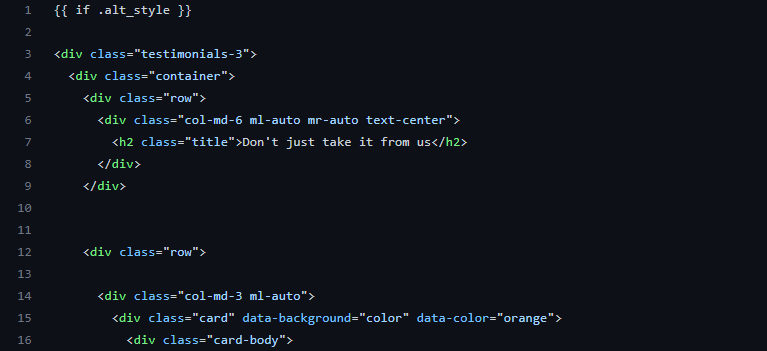 1 {{ if .alt_style }}
2
3 <div class="testimonials-3">
4 <div class="container">
5 <div class="row">
6 <div class="col-md-6 ml-auto mr-auto text-center">
7 <h2 class="title">Don't just take it from us</h2>
8 </div>
9 </div>
10
11
12 <div class="row">
13
14 <div class="col-md-3 ml-auto">
15 <div class="card" data-background="color" data-color="orange">
16 <div class="card-body">